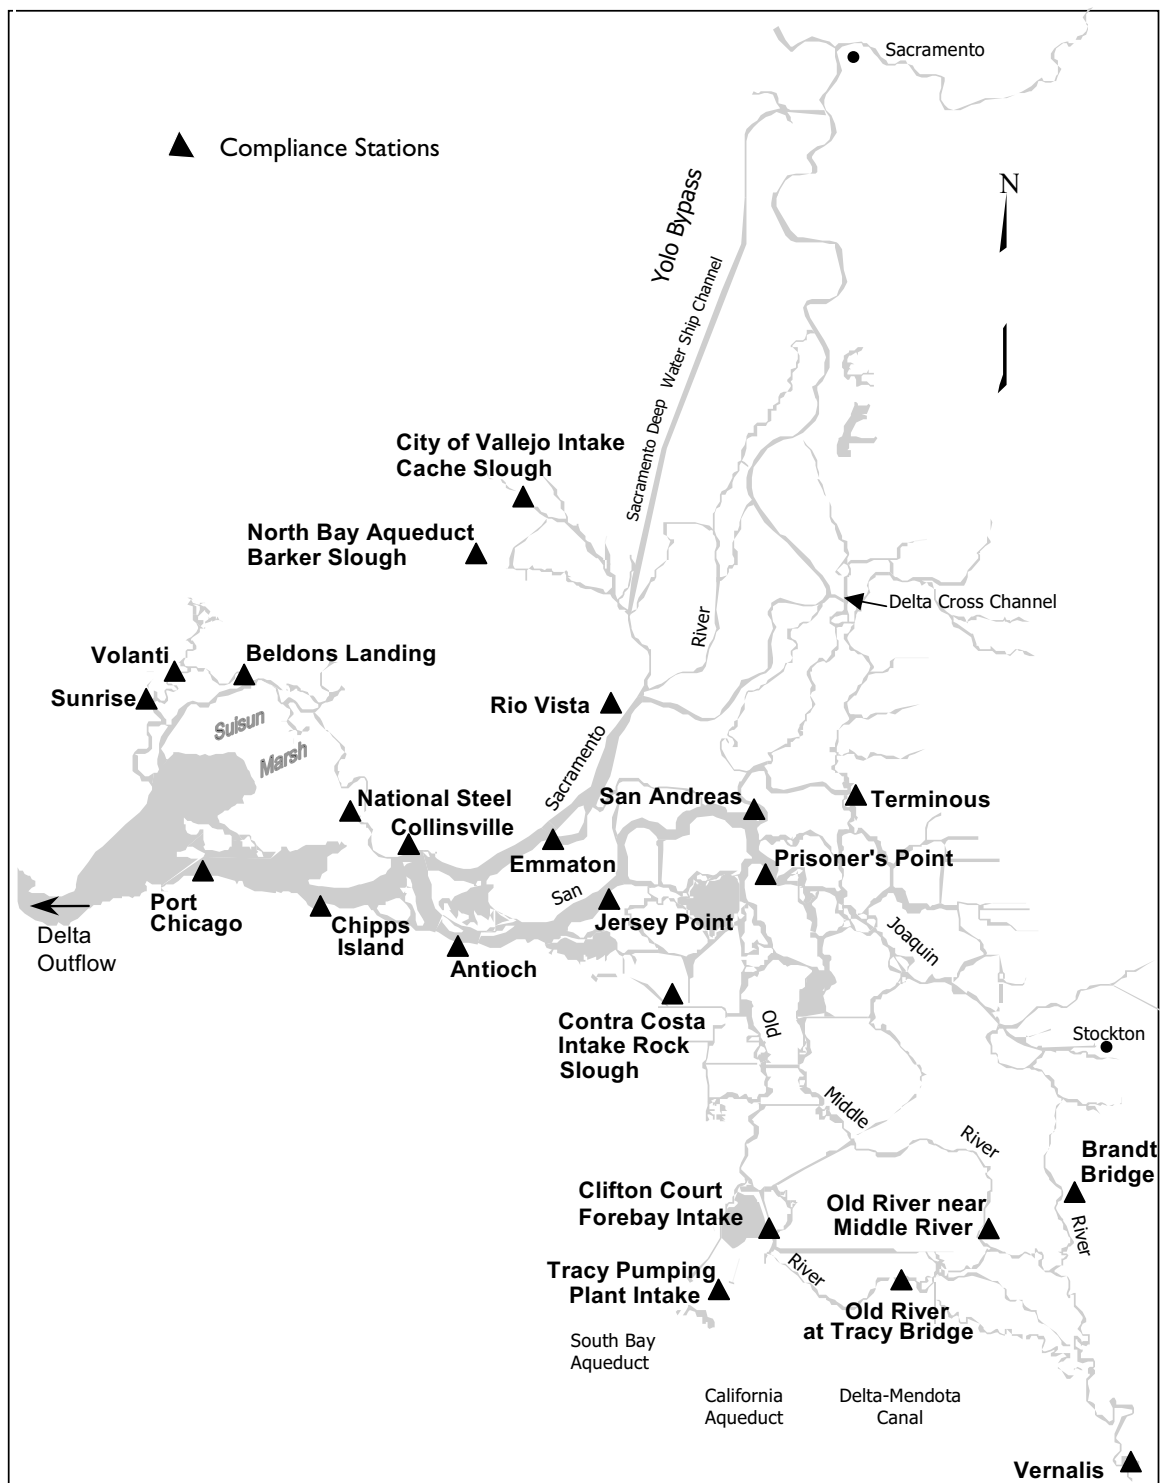 Sacramento
Compliance Stations
N
Yolo Bypass
Sacramento Deep Water Ship Channel
City of Vallejo Intake
Cache Slough
North Bay Aqueduct
Barker Slough
Delta Cross Channel
River
Volanti
Beldons Landing
Sunrise
Suisun
Marsh
Rio Vista
Sacramento
National Steel
Collinsville
San Andreas
Terminous
Emmaton
Prisoner's Point
San
Port
Chicago
Chipps
Island
Jersey Point
Joaquin
Delta
Outflow
Antioch
Contra Costa
Intake Rock
Slough
Old
Stockton
Middle
River
Brandt
Bridge
Clifton Court
Forebay Intake
Old River near
Middle River
River
Tracy Pumping
Plant Intake
River
Old River
at Tracy Bridge
South Bay
Aqueduct
California
Aqueduct
Delta-Mendota
Canal
Vernalis